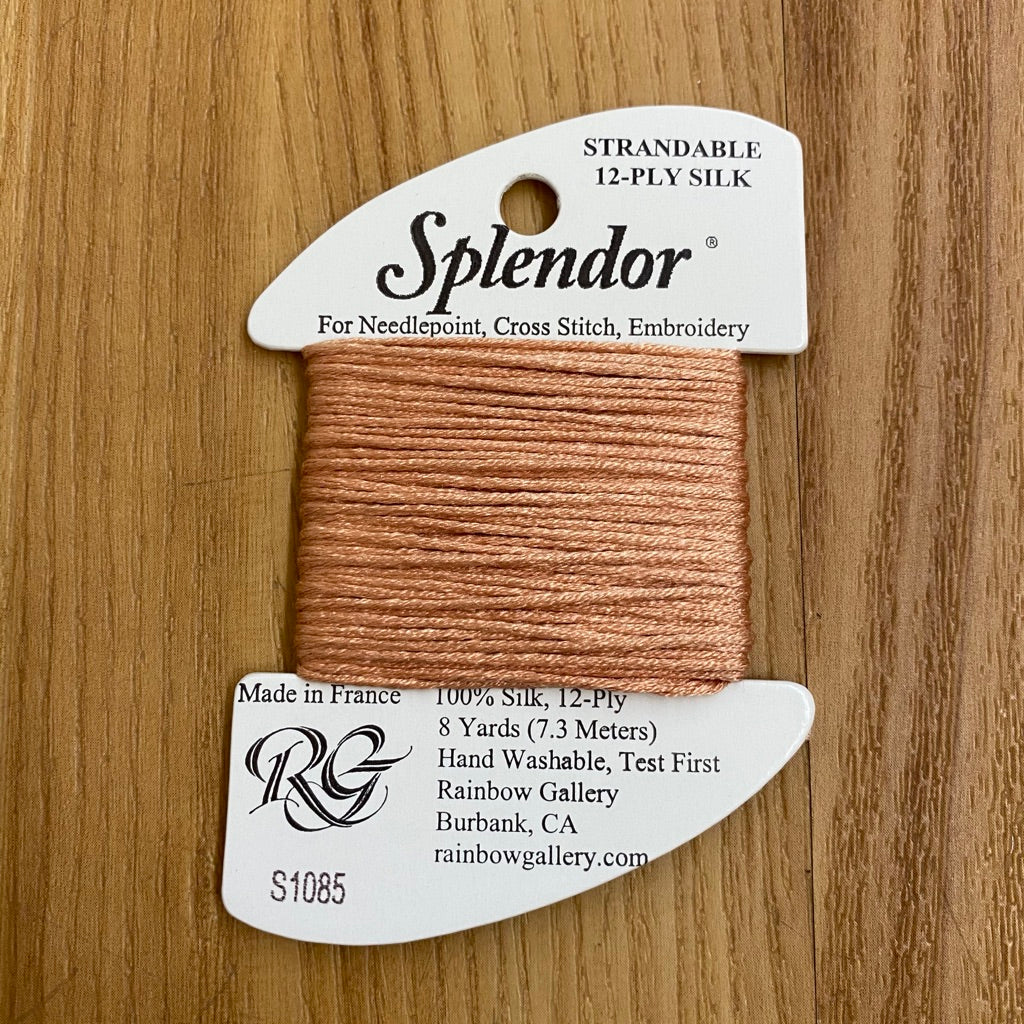 STRANDABLE
12-PLY SILK
Splendor ®
For Needlepoint, Cross Stitch, Embroidery
Made in France
100% Silk, 12-Ply
8 Yards (7.3 Meters)
Hand Washable, Test First
Rainbow Gallery
Burbank, CA
rainbowgallery.com
RG
S1085